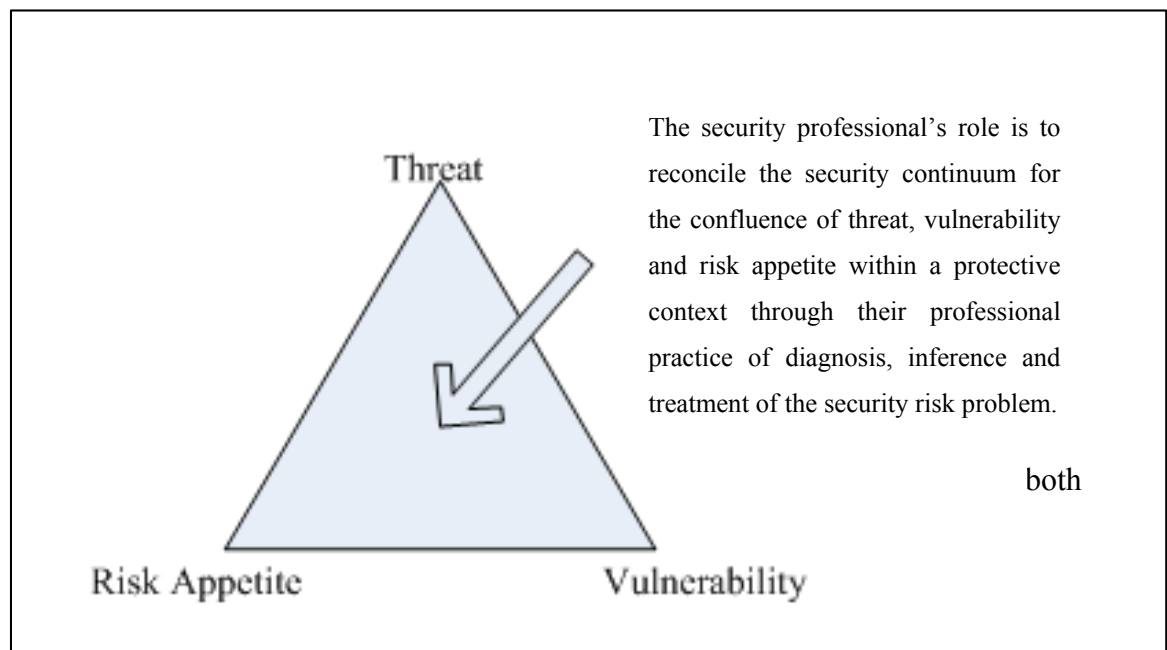 Threat
The security professional’s role is to
reconcile the security continuum for
the confluence of threat, vulnerability
and risk appetite within a protective
context through their professional
practice of diagnosis, inference and
treatment of the security risk problem.
both
Risk Appetite
Vulnerability